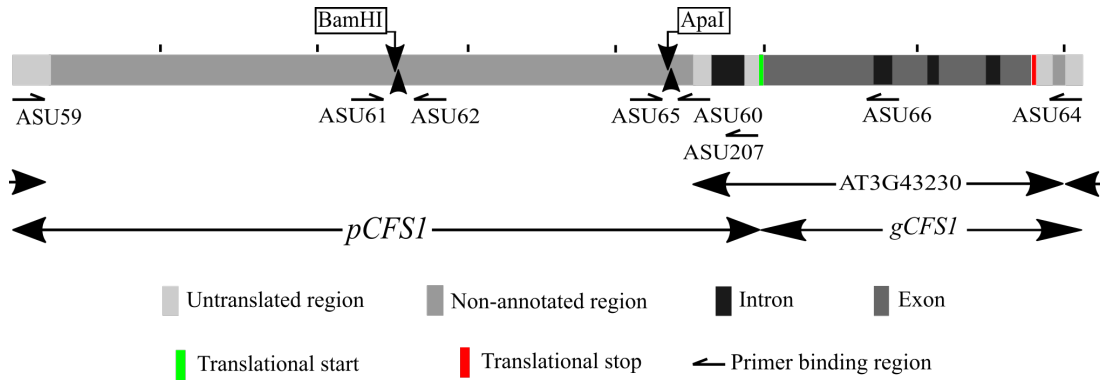 BamHI
ApaI
ASU59
ASU61
ASU62
ASU65
ASU60
ASU66
ASU64
ASU207
AT3G43230
pCFS1
gCFS1
Untranslated region
Non-annotated region
Intron
Exon
Translational start
Translational stop
Primer binding region